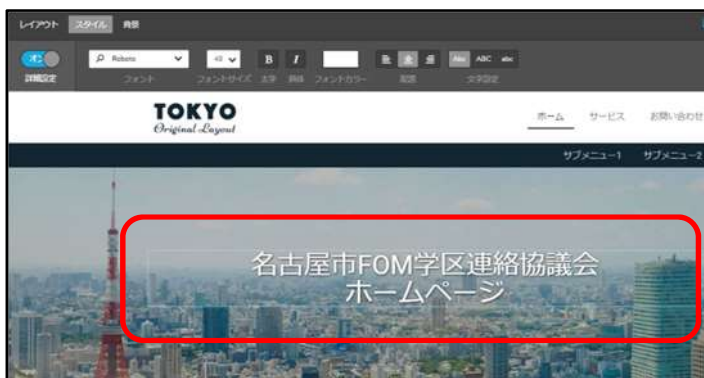 レイアウト スタイル 背景
オン Roboto 48 B I Abc ABC abc
詳細設定 フォント フォントサイズ 太字 斜体 フォントカラー 配置 文字設定
TOKYO
Original Layout
ホーム サービス お問い合わせ
サブメニュー1 サブメニュー2
名古屋市FOM学区連絡協議会
ホームページ